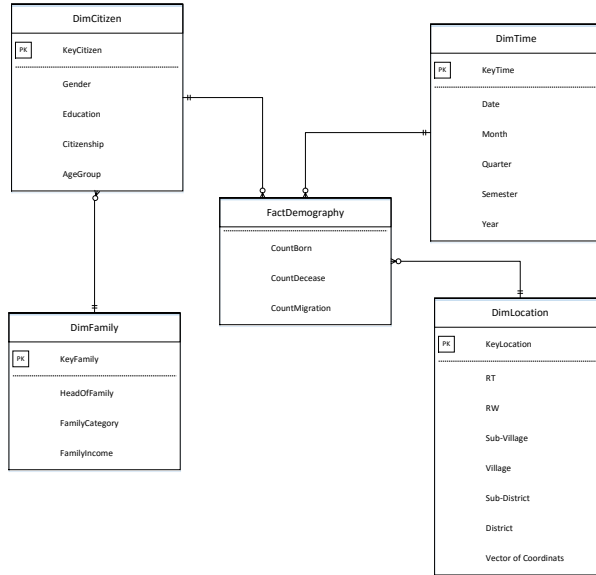 DimCitizen
PK
KeyCitizen
Gender
Education
Citizenship
AgeGroup
DimTime
PK
KeyTime
Date
Month
Quarter
Semester
Year
FactDemography
CountBorn
CountDecease
CountMigration
DimFamily
PK
KeyFamily
HeadOfFamily
FamilyCategory
FamilyIncome
DimLocation
PK
KeyLocation
RT
RW
Sub-Village
Village
Sub-District
District
Vector of Coordinats